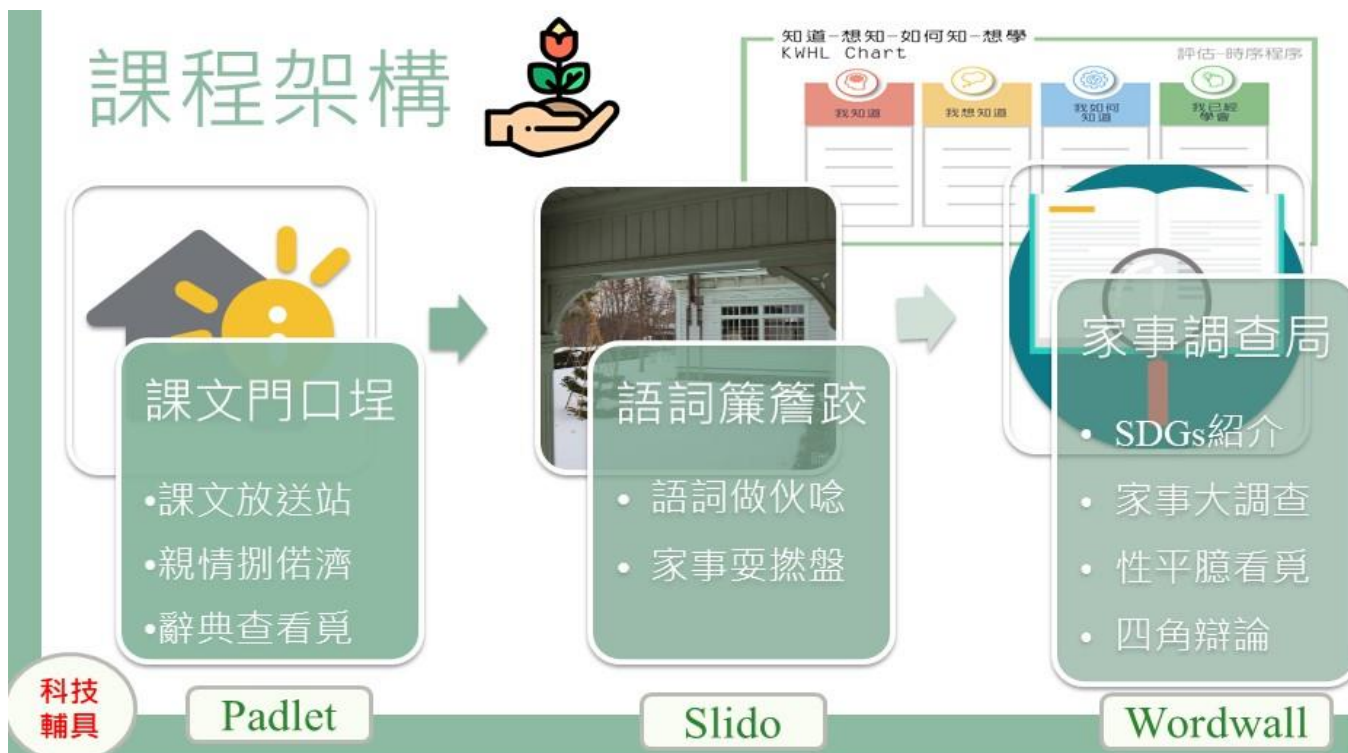 課程架構
知道-想知-如何知-想學
KWHL Chart
評估-時序程序
我知道
我想知道
我如何
知道
我已經
學會
課文門口埕
•課文放送站
•親情捌偌濟
•辭典查看覓
語詞簾簷跤
• 語詞做伙唸
• 家事耍撚盤
家事調查局
• SDGs紹介
• 家事大調查
• 性平臆看覓
• 四角辯論
科技
輔具
Padlet
Slido
Wordwall